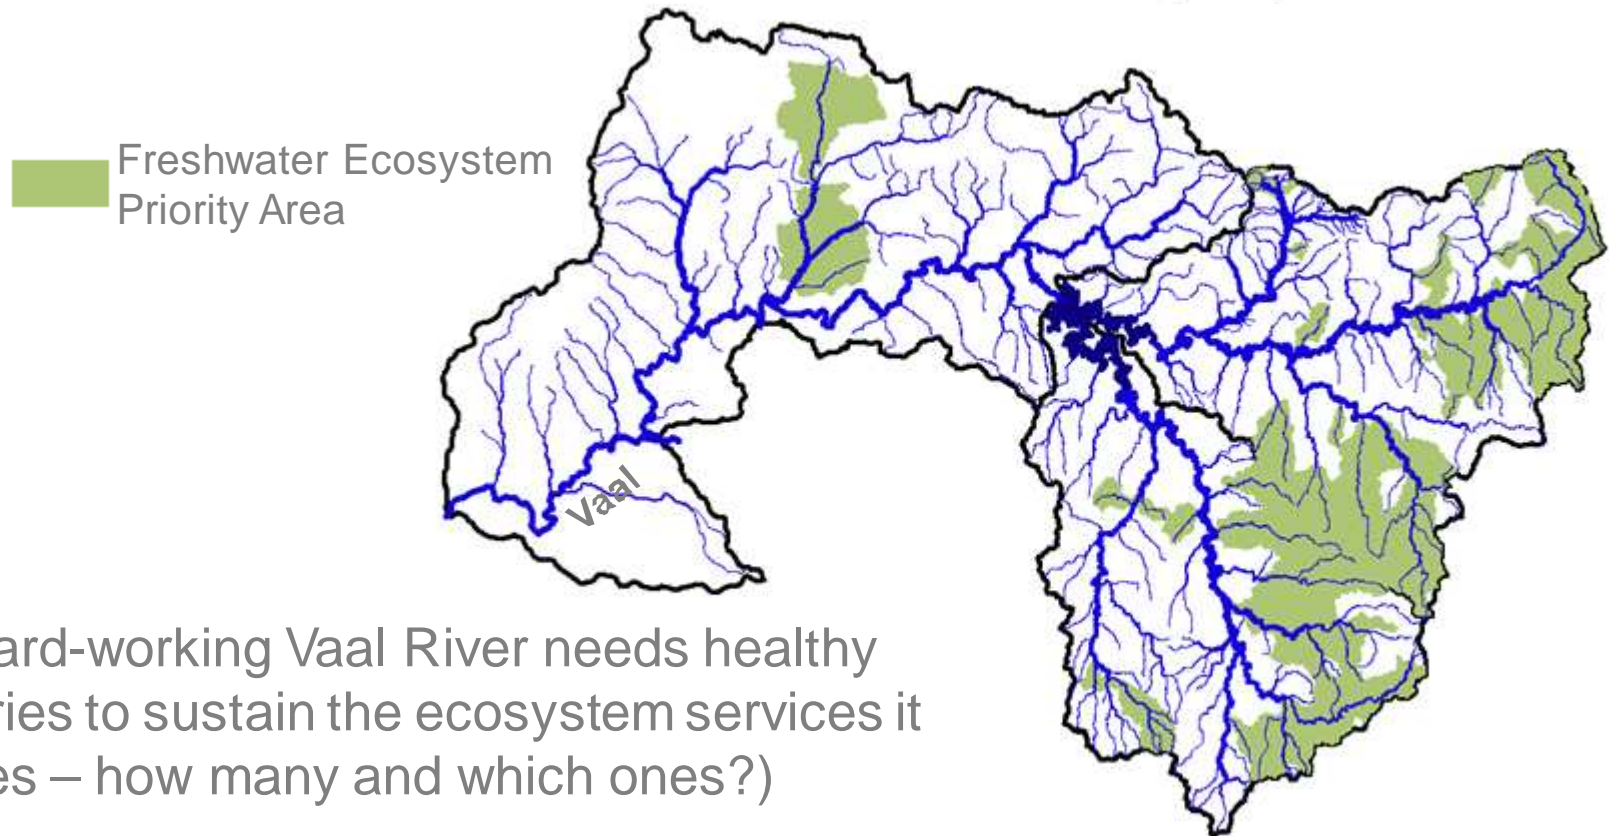 Freshwater Ecosystem
Priority Area
Vaal
ard-working Vaal River needs healthy
ries to sustain the ecosystem services it
es – how many and which ones?)